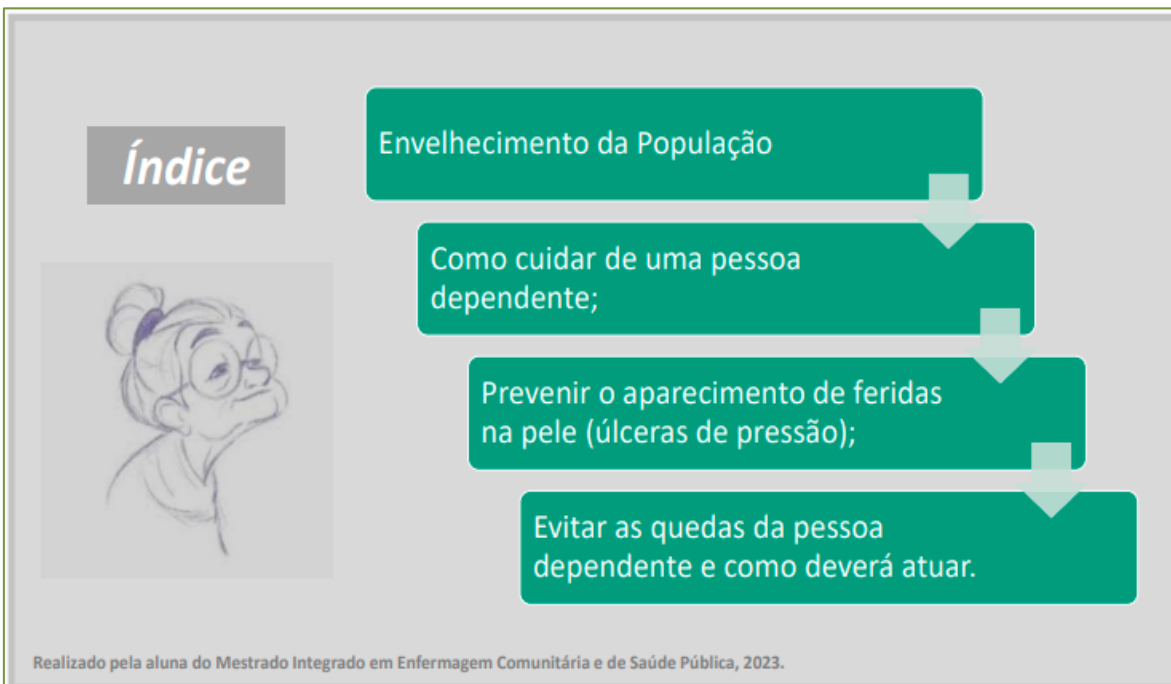 Índice
Envelhecimento da População
Como cuidar de uma pessoa
dependente;
Prevenir o aparecimento de feridas
na pele (úlceras de pressão);
Evitar as quedas da pessoa
dependente e como deverá atuar.
Realizado pela aluna do Mestrado Integrado em Enfermagem Comunitária e de Saúde Pública, 2023.